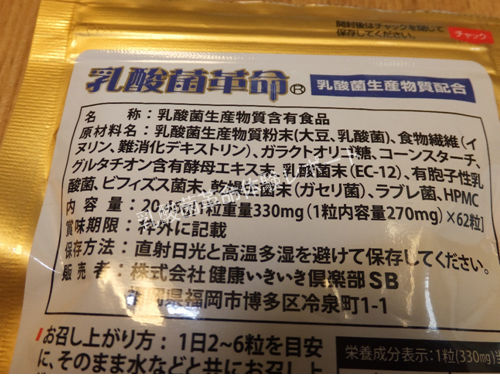 開封後はチャックを閉じて
保存してください。
チャック
乳酸菌革命®
乳酸菌生産物質配合
名 称：乳酸菌生産物質含有食品
原材料名：乳酸菌生産物質粉末(大豆、乳酸菌)、食物繊維(イ
ヌリン、難消化デキストリン)、ガラクトオリゴ糖、コーンスターチ、
グルタチオン含有酵母エキス末、乳酸菌末(EC-12)、有胞子性乳
酸菌、ビフィズス菌末、乾燥 菌末(ガセリ菌)、ラブレ菌、HPMC
内 容 量：20. 粒重量330mg(1粒内容量270mg)×62粒]
賞味期限：枠外に記載
保存方法：直射日光と高温多湿を避けて保存してください。
販 売 者：株式会社 健康いきいき倶楽部SB
岡県福岡市博多区冷泉町1-1
お召し上がり方：1日2~6粒を目安
に、そのまま水などと共にお召し上
栄養成分表示：1粒(330mg)
乳酸菌革命